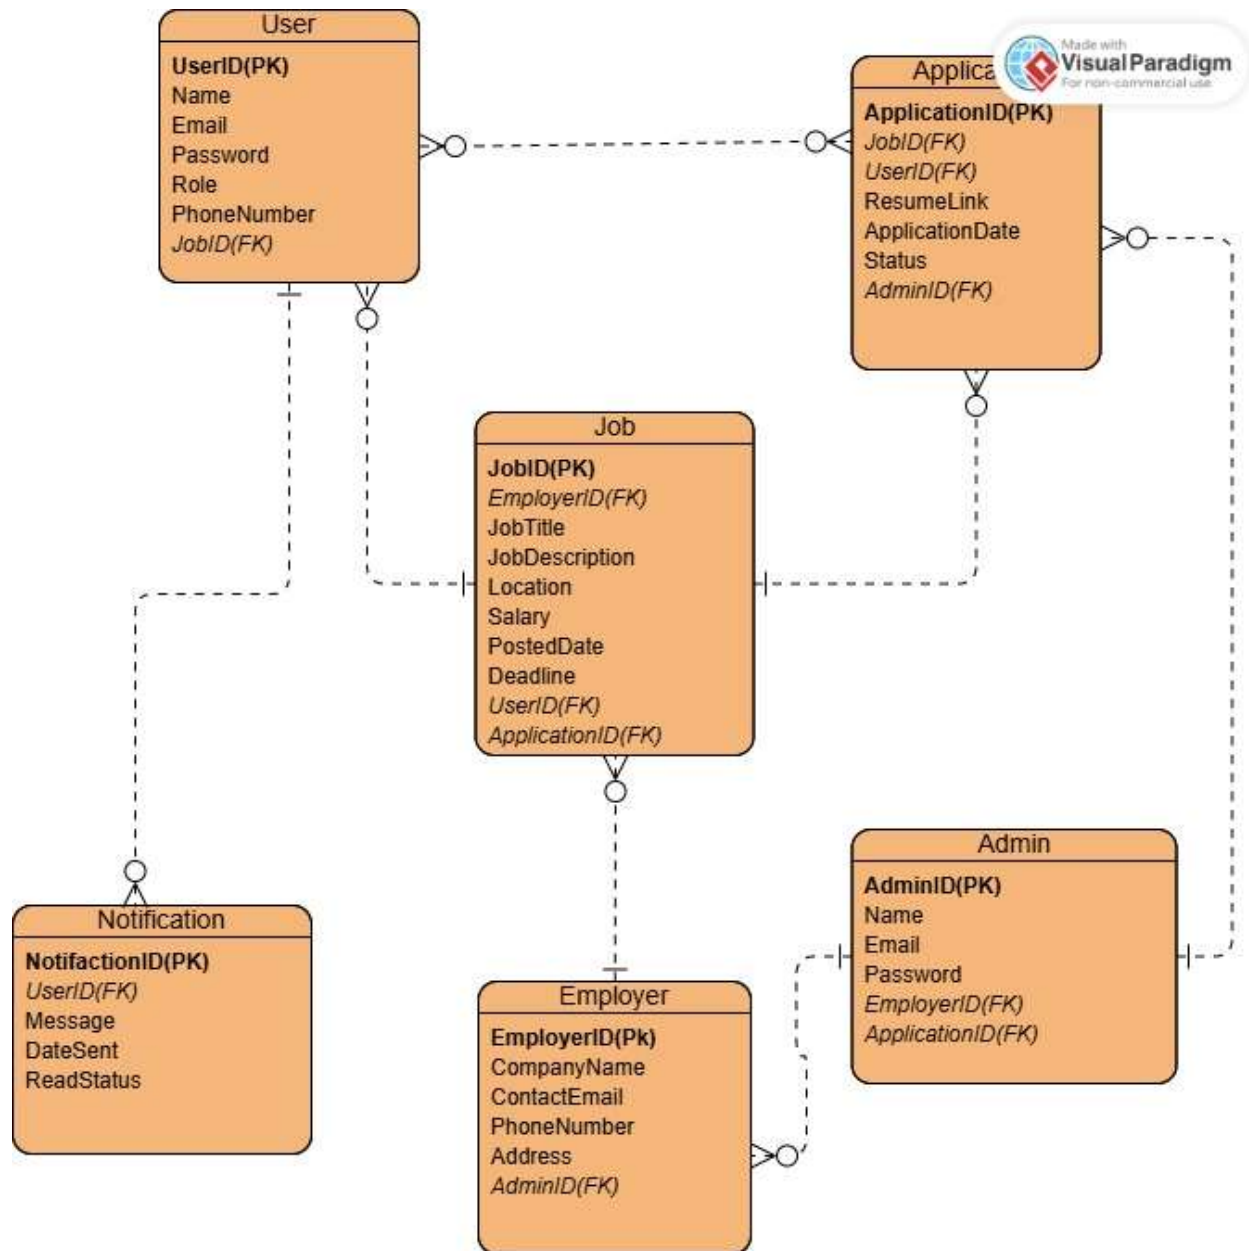 User
UserID(PK)
Name
Email
Password
Role
PhoneNumber
JobID(FK)
Applica
ApplicationID(PK)
JobID(FK)
UserID(FK)
ResumeLink
ApplicationDate
Status
AdminID(FK)
Made with
Visual Paradigm
For non-commercial use
Job
JobID(PK)
EmployerID(FK)
JobTitle
JobDescription
Location
Salary
PostedDate
Deadline
UserID(FK)
ApplicationID(FK)
Notification
NotifactionID(PK)
UserID(FK)
Message
DateSent
ReadStatus
Employer
EmployerID(Pk)
CompanyName
ContactEmail
PhoneNumber
Address
AdminID(FK)
Admin
AdminID(PK)
Name
Email
Password
EmployerID(FK)
ApplicationID(FK)